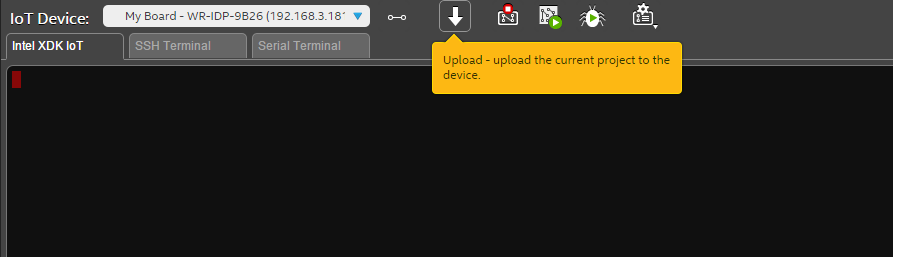 IoT Device: My Board - WR-IDP-9B26 (192.168.3.181
Intel XDK IoT SSH Terminal Serial Terminal
Upload - upload the current project to the
device.